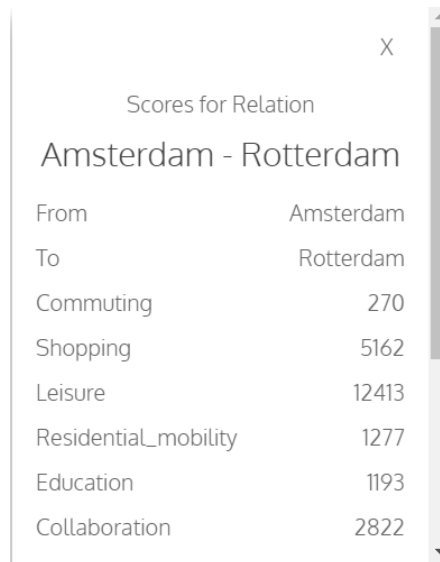 X
Scores for Relation
Amsterdam - Rotterdam
From Amsterdam
To Rotterdam
Commuting 270
Shopping 5162
Leisure 12413
Residential_mobility 1277
Education 1193
Collaboration 2822